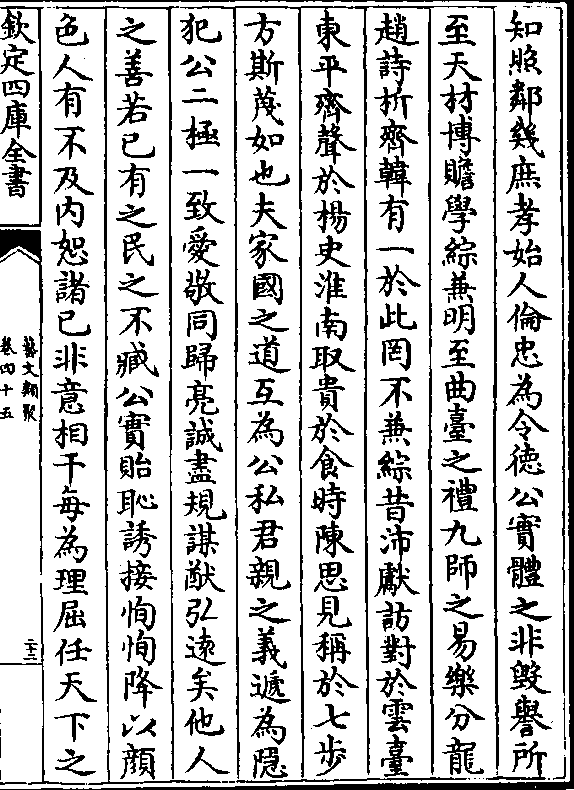 知照鄰幾庶孝始人倫忠為令徳公實體之非毁譽所
至天材博贍學綜兼明至曲臺之禮九師之易樂分龍
趙詩析齊韓有一於此罔不兼綜昔沛獻訪對於雲臺
東平齊聲於楊史淮南取貴於食時陳思見稱於七步
方斯蔑如也夫家國之道互為公私君親之義遞為隱
犯公二極一致愛敬同歸亮誠盡規謀猷弘逺矣他人
之善若已有之民之不臧公實貽恥誘接恂恂降以顔
色人有不及内恕諸已非意相干每為理屈任天下之
欽定四庫全書
藝文類聚
卷四十五